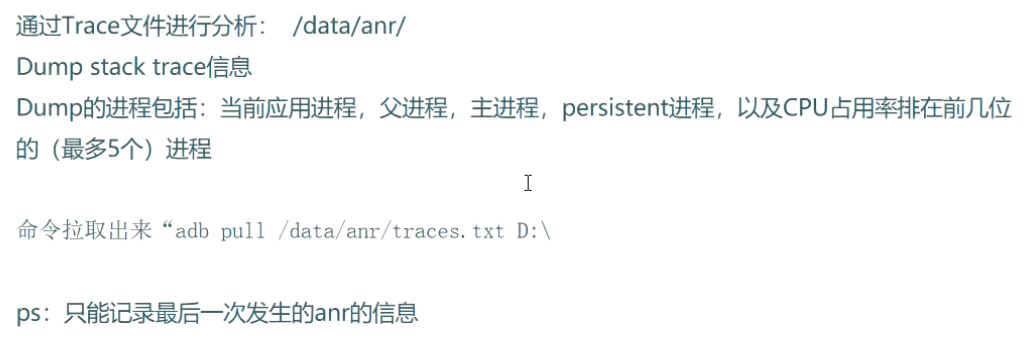 通过Trace文件进行分析： /data/anr/
Dump stack trace信息
Dump的进程包括：当前应用进程，父进程，主进程，persistent进程，以及CPU占用率排在前几位
的（最多5个）进程
命令拉取出来“adb pull /data/anr/traces.txt D:\
ps：只能记录最后一次发生的anr的信息